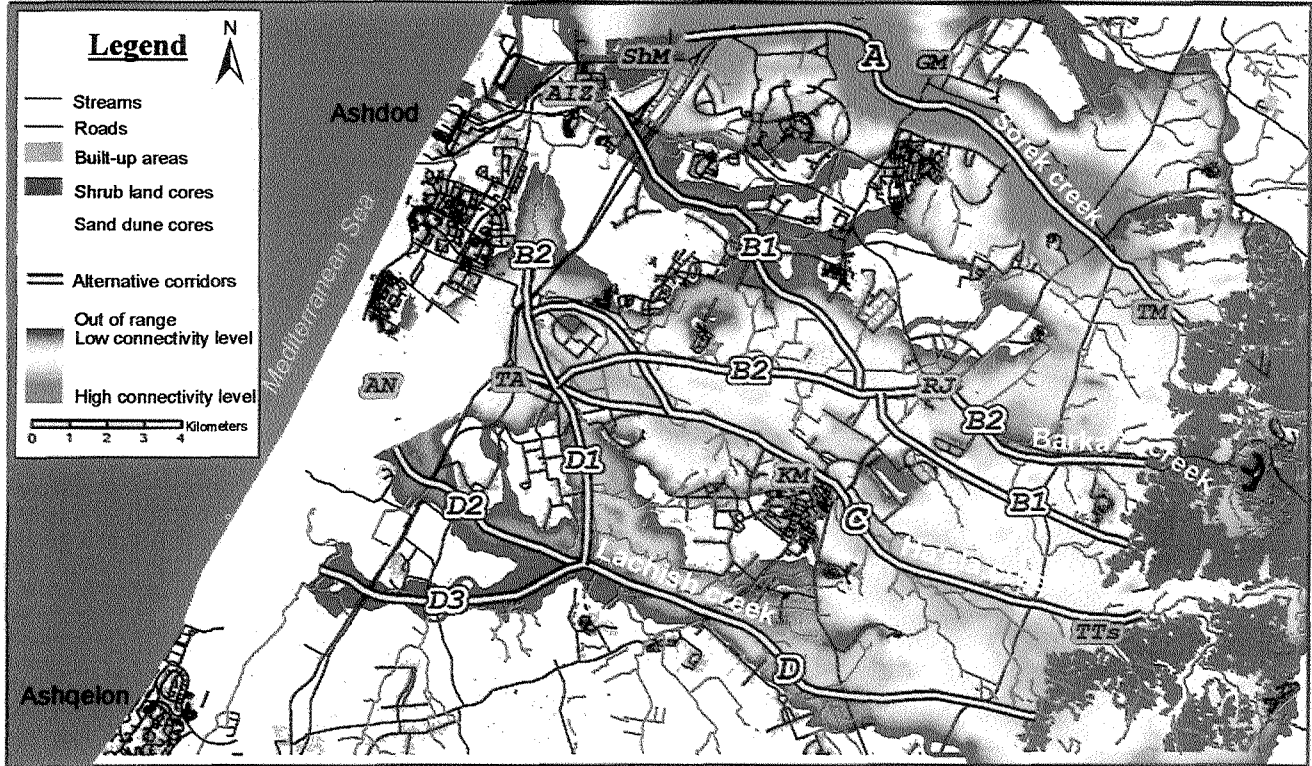 Legend
N
Streams
Roads
Built-up areas
Shrub land cores
Sand dune cores
Alternative corridors
Out of range
Low connectivity level
High connectivity level
0 1 2 3 4 Kilometers
Ashdod
Mediterranean Sea
Ashqelon
SbM
AIZ
A
GM
Sorek creek
B2
B1
TM
AN
TA
B2
RJ
B2
Barka creek
D1
KM
D2
C
B1
Lachish creek
D3
TTs
D